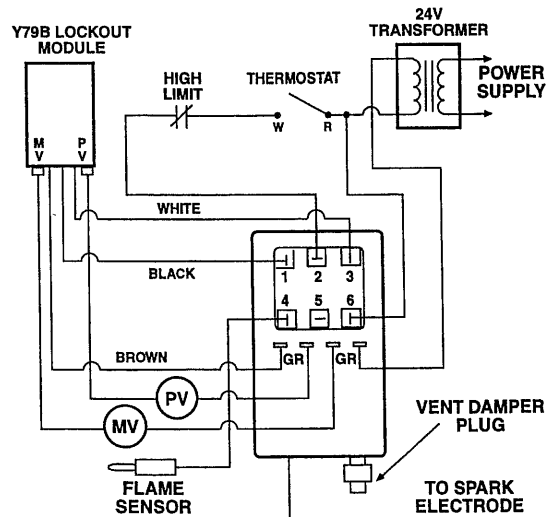 Y79B LOCKOUT
MODULE
24V
TRANSFORMER
HIGH
LIMIT
THERMOSTAT
POWER
SUPPLY
M
V
P
V
W
R
WHITE
BLACK
1
2
3
4
5
6
BROWN
GR
GR
PV
MV
VENT DAMPER
PLUG
FLAME
SENSOR
TO SPARK
ELECTRODE